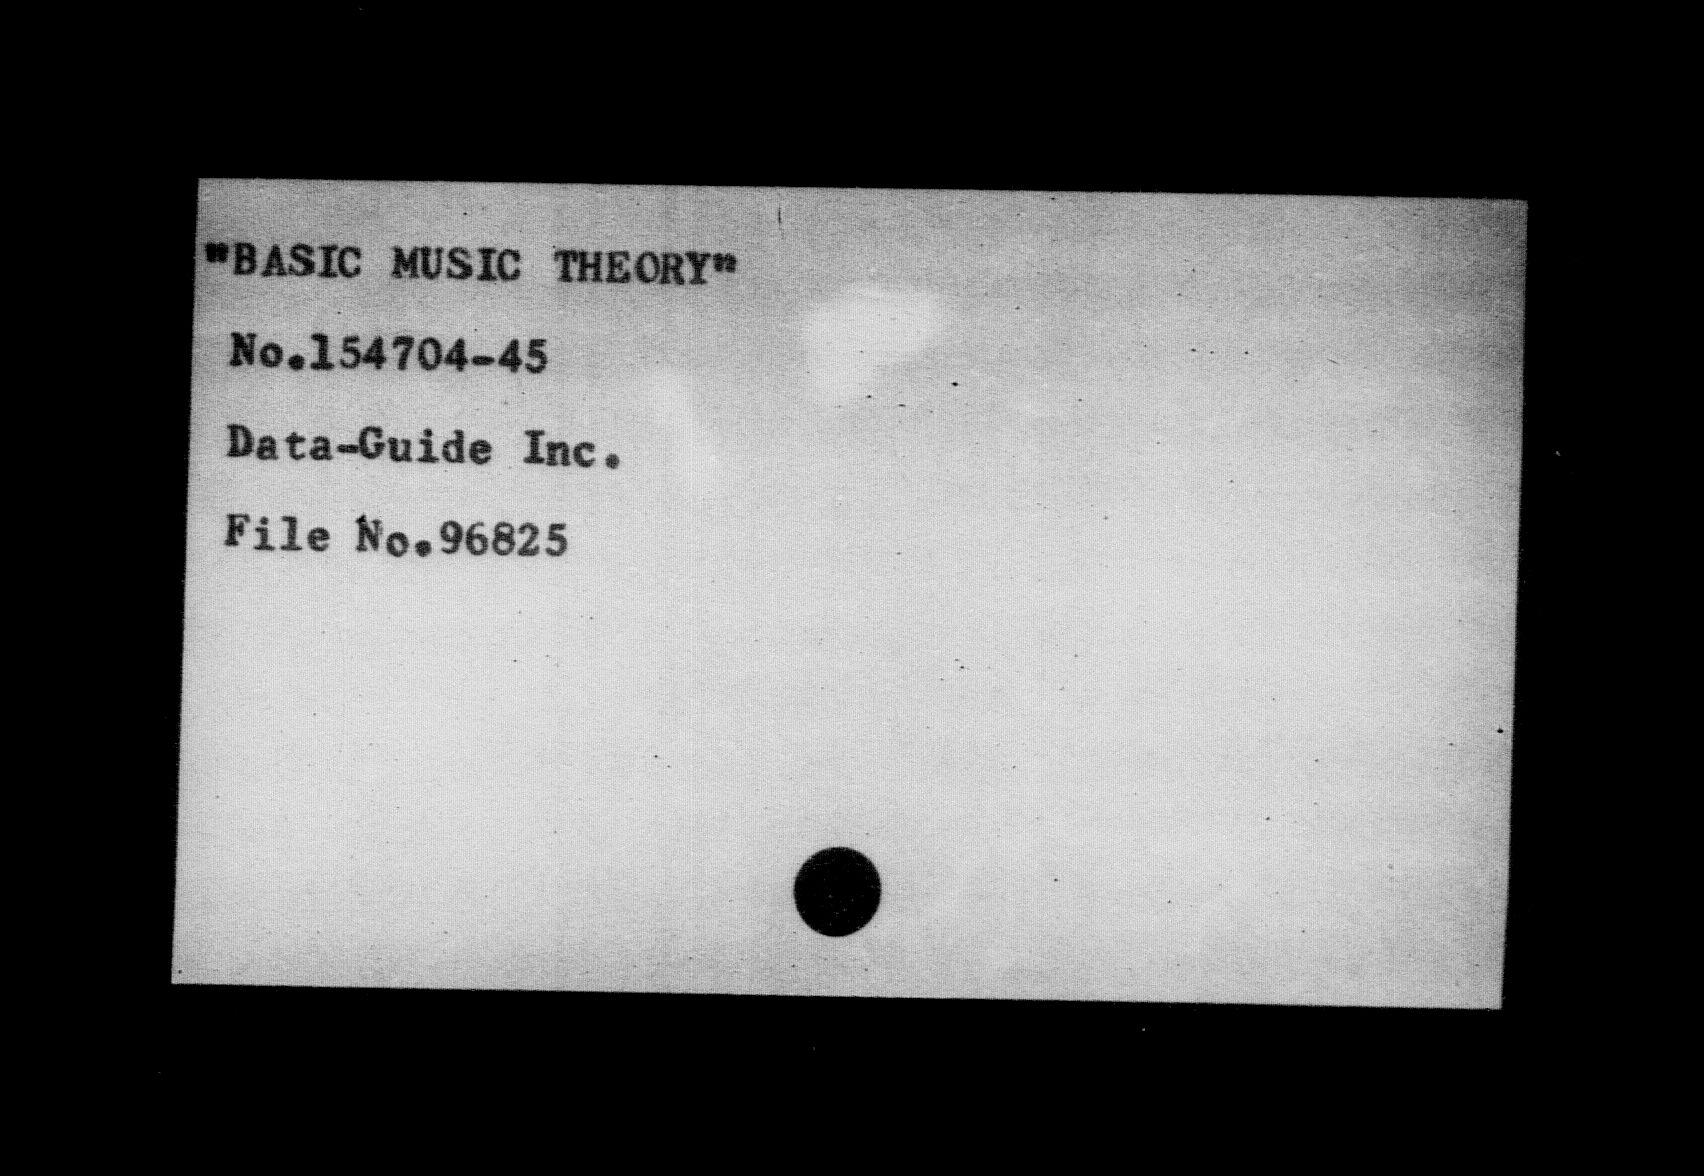 "BASIC MUSIC THEORY"
No.154704-45
Data-Guide Inc.
File No.96825